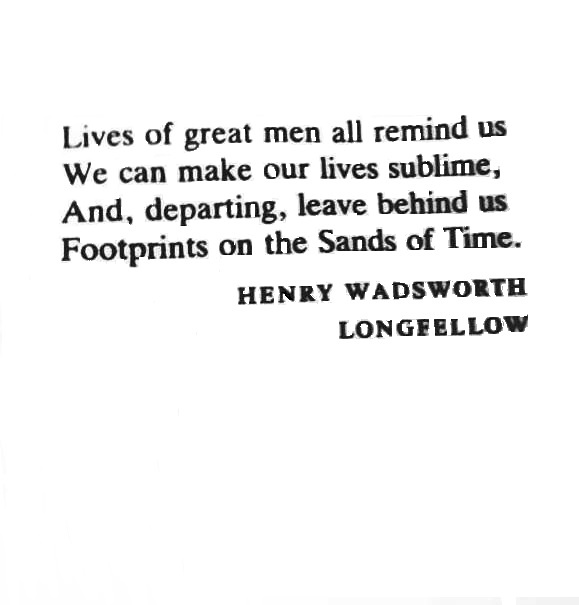 Lives of great men all remind us
We can make our lives sublime,
And, departing, leave behind us
Footprints on the Sands of Time.
HENRY WADSWORTH
LONGFELLOW